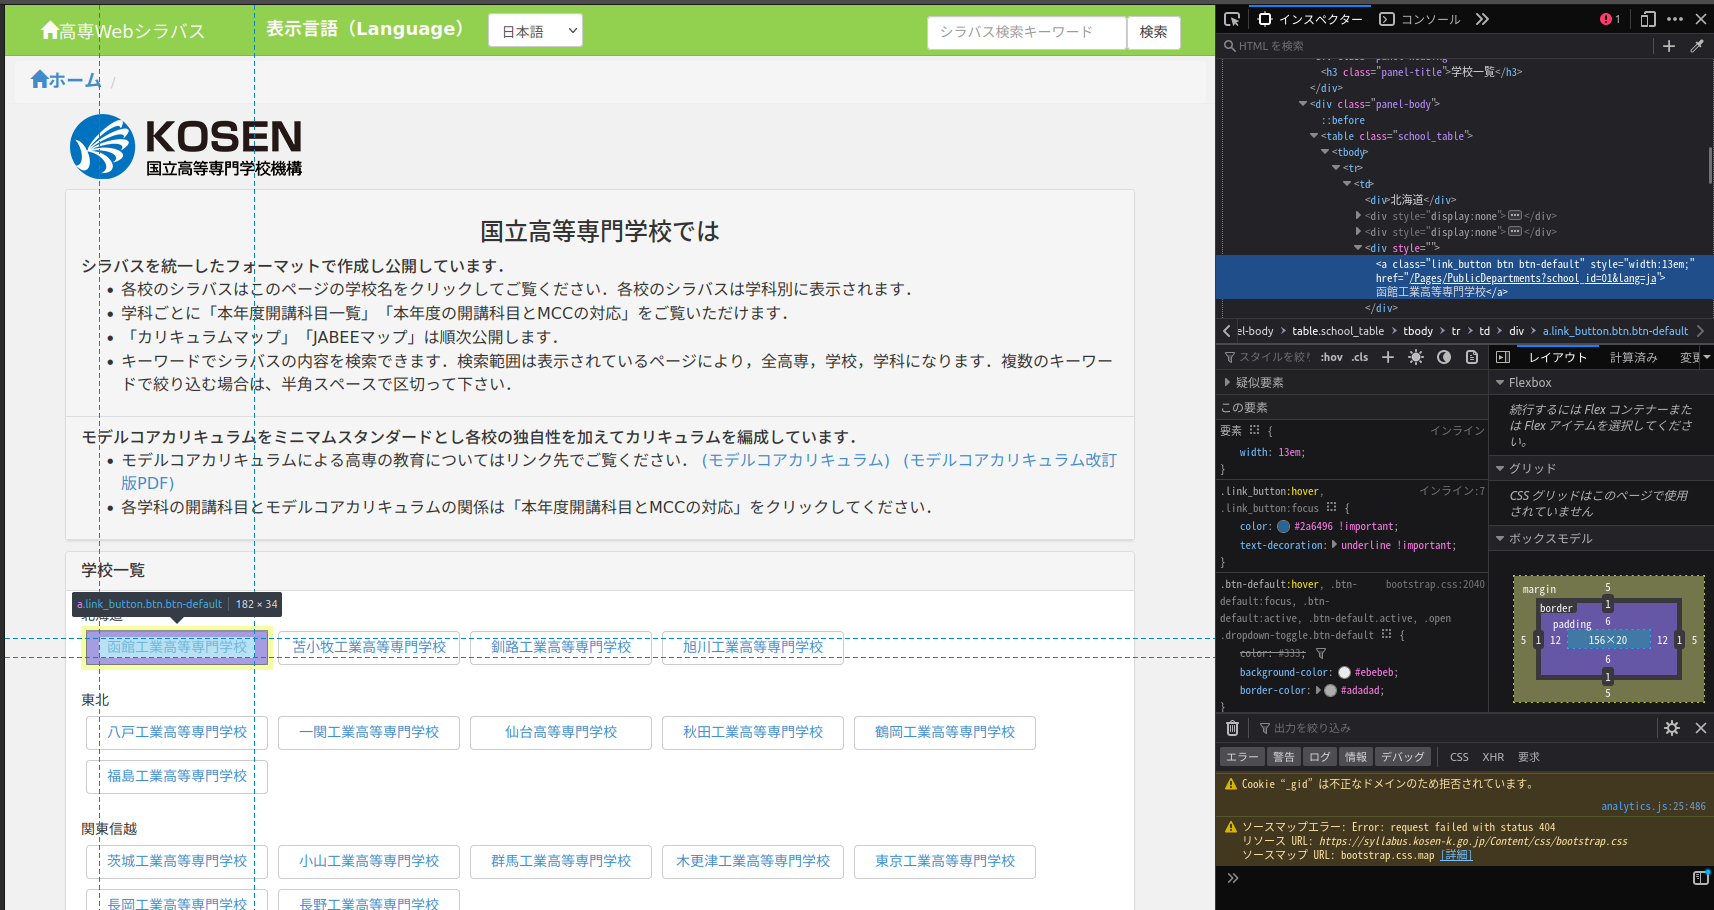 高専Webシラバス
表示言語（Language）
日本語
シラバス検索キーワード
検索
ホーム /
KOSEN
国立高等専門学校機構
国立高等専門学校では
シラバスを統一したフォーマットで作成し公開しています．
• 各校のシラバスはこのページの学校名をクリックしてご覧ください．各校のシラバスは学科別に表示されます．
• 学科ごとに「本年度開講科目一覧」「本年度の開講科目とMCCの対応」をご覧いただけます．
• 「カリキュラムマップ」「JABEEマップ」は順次公開します．
• キーワードでシラバスの内容を検索できます．検索範囲は表示されているページにより，全高専，学校，学科になります．複数のキーワー
ドで絞り込む場合は、半角スペースで区切って下さい．
モデルコアカリキュラムをミニマムスタンダードとし各校の独自性を加えてカリキュラムを編成しています．
• モデルコアカリキュラムによる高専の教育についてはリンク先でご覧ください． (モデルコアカリキュラム) (モデルコアカリキュラム改訂
版PDF)
• 各学科の開講科目とモデルコアカリキュラムの関係は「本年度開講科目とMCCの対応」をクリックしてください．
学校一覧
a.link_button.btn.btn-default 182 × 34
函館工業高等専門学校
苫小牧工業高等専門学校
釧路工業高等専門学校
旭川工業高等専門学校
東北
八戸工業高等専門学校
一関工業高等専門学校
仙台高等専門学校
秋田工業高等専門学校
鶴岡工業高等専門学校
福島工業高等専門学校
関東信越
茨城工業高等専門学校
小山工業高等専門学校
群馬工業高等専門学校
木更津工業高等専門学校
東京工業高等専門学校
長岡工業高等専門学校
長野工業高等専門学校
インスペクター
コンソール
1
HTML を検索
<h3 class="panel-title">学校一覧</h3>
</div>
<div class="panel-body">
::before
<table class="school_table">
<tbody>
<tr>
<td>
<div>北海道</div>
<div style="display:none"></div>
<div style="display:none"></div>
<div style="">
<a class="link_button btn btn-default" style="width:13em;"
href="/Pages/PublicDepartments?school_id=01&lang=ja">
函館工業高等専門学校</a>
</div>
el-body > table.school_table > tbody > tr > td > div > a.link_button.btn.btn-default
スタイルを絞り
:hov .cls
疑似要素
この要素
要素 {
インライン
width: 13em;
}
.link_button:hover,
インライン:7
.link_button:focus {
color: #2a6496 !important;
text-decoration: underline !important;
}
.btn-default:hover, .btn-
bootstrap.css:2040
default:focus, .btn-
default:active, .btn-default.active, .open
.dropdown-toggle.btn-default {
color: #333;
background-color: #ebebeb;
border-color: #adadad;
}
レイアウト
計算済み
変更
Flexbox
続行するには Flex コンテナーまた
は Flex アイテムを選択してくださ
い。
グリッド
CSS グリッドはこのページで使用
されていません
ボックスモデル
margin 5
border 1
padding 6
5 1 12 156×20 12 1 5
6
1
5
出力を絞り込み
エラー
警告
ログ
情報
デバッグ
CSS
XHR
要求
Cookie “_gid” は不正なドメインのため拒否されています。
analytics.js:25:486
ソースマップエラー: Error: request failed with status 404
リソース URL: https://syllabus.kosen-k.go.jp/Content/css/bootstrap.css
ソースマップ URL: bootstrap.css.map [詳細]